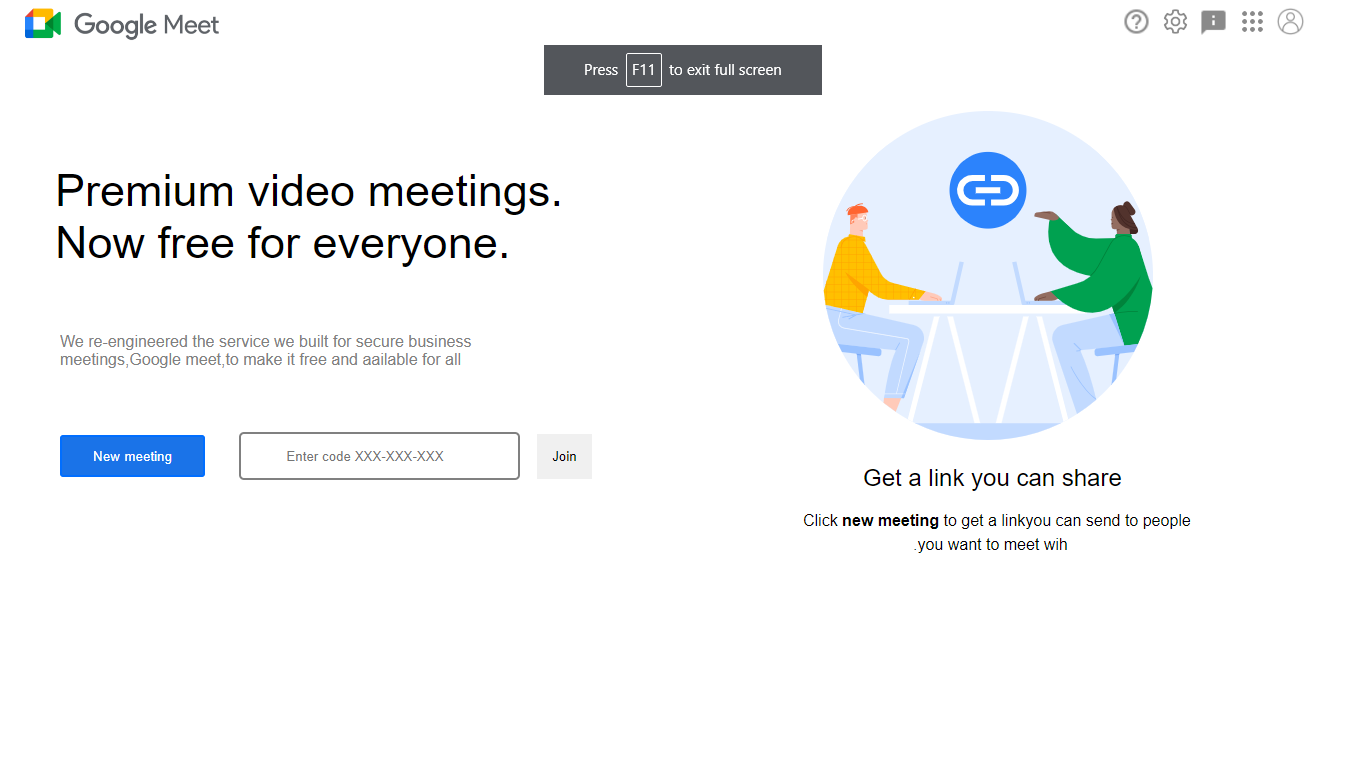 Google Meet
Press F11 to exit full screen
Premium video meetings.
Now free for everyone.
We re-engineered the service we built for secure business
meetings,Google meet,to make it free and aailable for all
New meeting
Enter code XXX-XXX-XXX
Join
Get a link you can share
Click new meeting to get a linkyou can send to people
.you want to meet wih